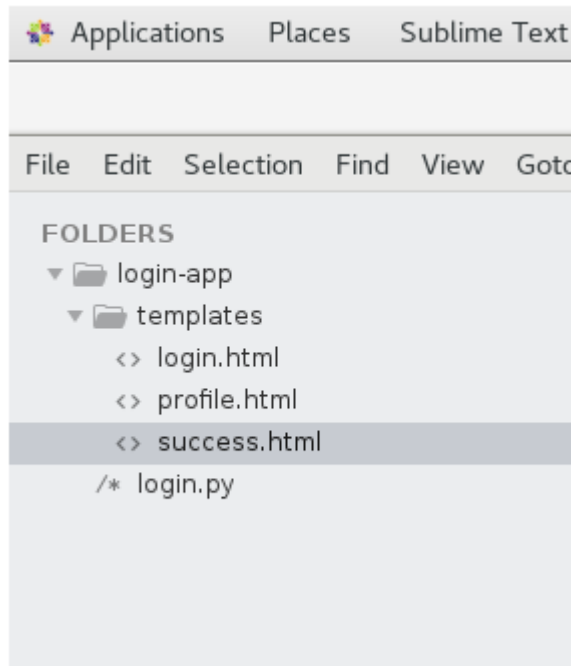 Applications Places Sublime Text
File Edit Selection Find View Goto
FOLDERS
login-app
templates
<> login.html
<> profile.html
<> success.html
/* login.py